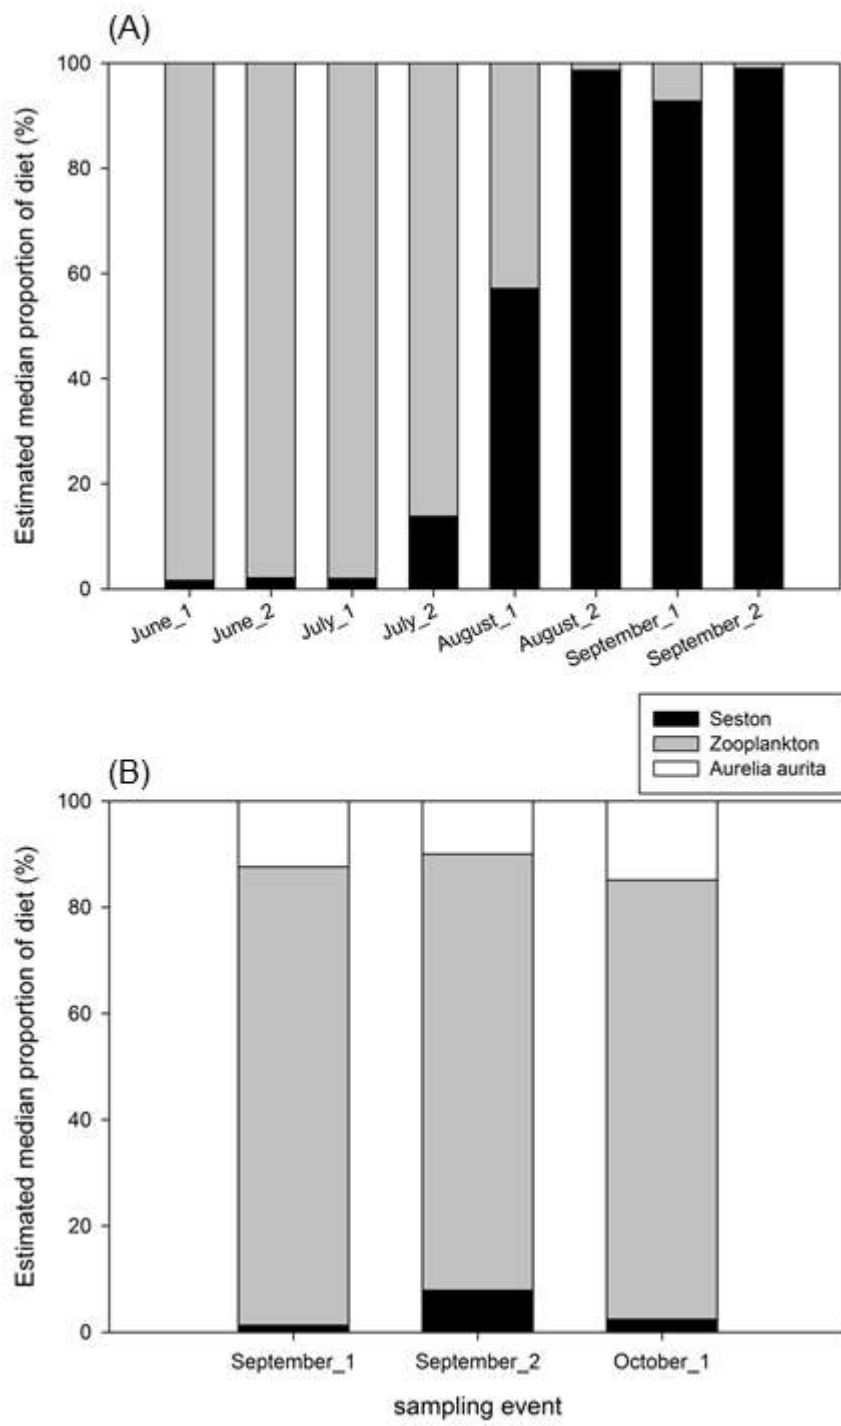 (A)
Estimated median proportion of diet (%)
100
80
60
40
20
0
June_1
June_2
July_1
July_2
August_1
August_2
September_1
September_2
Seston
Zooplankton
Aurelia aurita
(B)
Estimated median proportion of diet (%)
100
80
60
40
20
0
September_1
September_2
October_1
sampling event